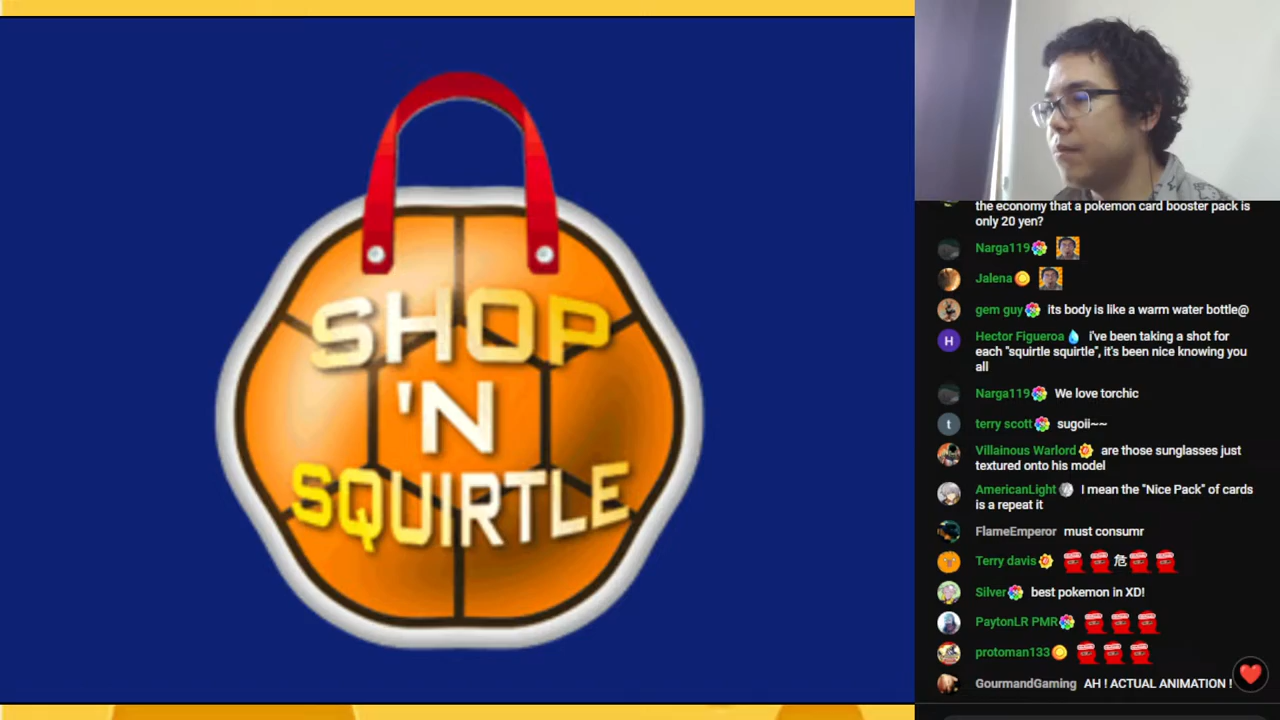 SHOP
'N
SQUIRTLE
the economy that a pokemon card booster pack is
only 20 yen?
Narga119
Jalena
gem guy its body is like a warm water bottle@
Hector Figueroa i've been taking a shot for
each "squirtle squirtle", it's been nice knowing you
all
Narga119 We love torchic
terry scott sugoii~~
Villainous Warlord are those sunglasses just
textured onto his model
AmericanLight I mean the "Nice Pack" of cards
is a repeat it
FlameEmperor must consumr
Terry davis 危
Silver best pokemon in XD!
PaytonLR PMR
protoman133
GourmandGaming AH ! ACTUAL ANIMATION !
H
t